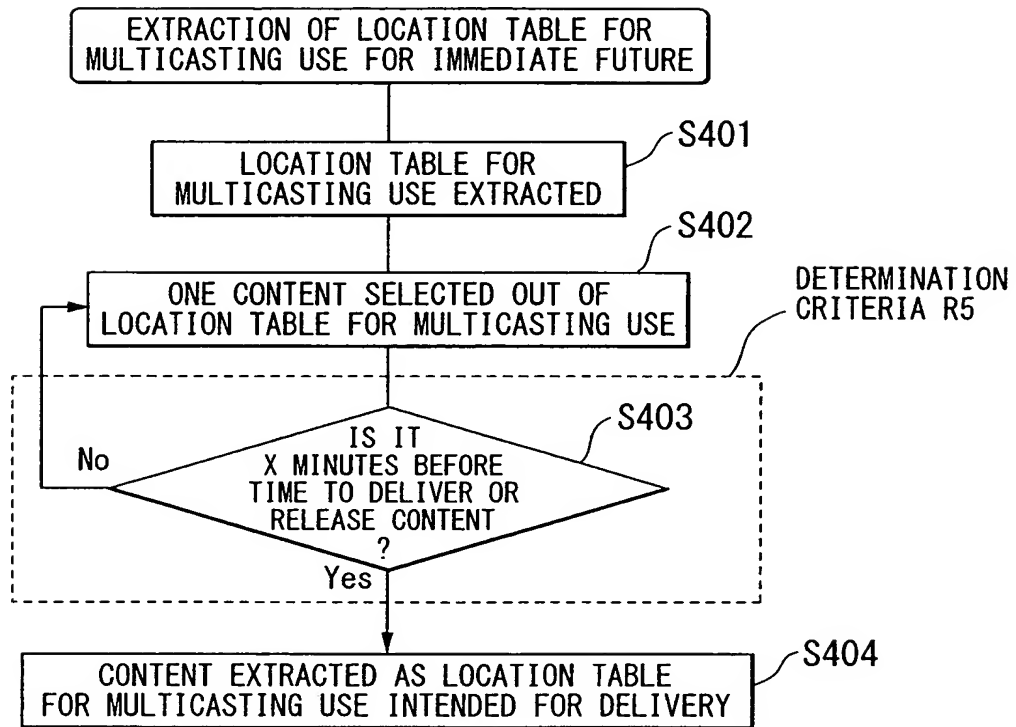 EXTRACTION OF LOCATION TABLE FOR
MULTICASTING USE FOR IMMEDIATE FUTURE
S401
LOCATION TABLE FOR
MULTICASTING USE EXTRACTED
S402
ONE CONTENT SELECTED OUT OF
LOCATION TABLE FOR MULTICASTING USE
DETERMINATION
CRITERIA R5
S403
No
IS IT
X MINUTES BEFORE
TIME TO DELIVER OR
RELEASE CONTENT
?
Yes
S404
CONTENT EXTRACTED AS LOCATION TABLE
FOR MULTICASTING USE INTENDED FOR DELIVERY